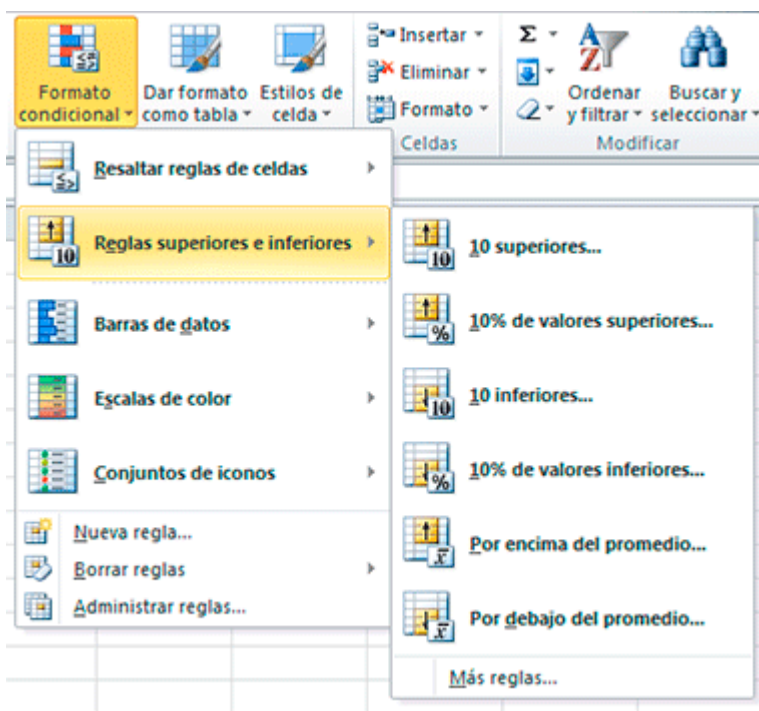 Formato
condicional
Dar formato
como tabla
Estilos de
celda
Insertar
Eliminar
Formato
Celdas
Σ
A
Z
Ordenar
y filtrar
Buscar y
seleccionar
Modificar
Resaltar reglas de celdas
Reglas superiores e inferiores
Barras de datos
Escalas de color
Conjuntos de iconos
Nueva regla...
Borrar reglas
Administrar reglas...
10 superiores...
10% de valores superiores...
10 inferiores...
10% de valores inferiores...
Por encima del promedio...
Por debajo del promedio...
Más reglas...